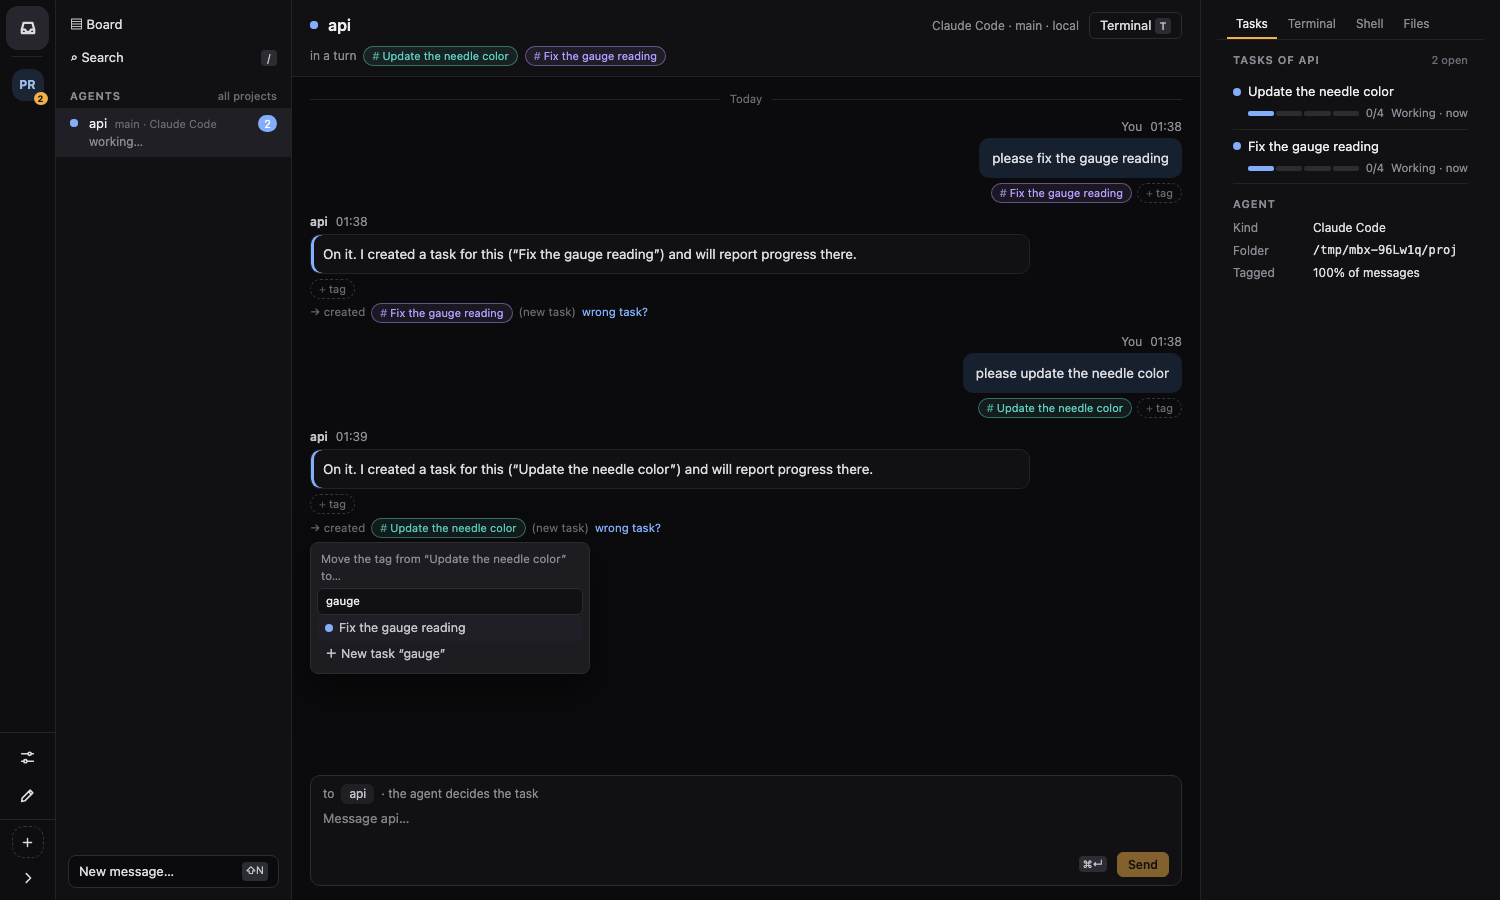 Board
Search /
PR
2
AGENTS all projects
api main · Claude Code 2
working...
New message... ⇧N
api
Claude Code · main · local Terminal T
in a turn # Update the needle color # Fix the gauge reading
Today
You 01:38
please fix the gauge reading
# Fix the gauge reading + tag
api 01:38
On it. I created a task for this (“Fix the gauge reading”) and will report progress there.
+ tag
→ created # Fix the gauge reading (new task) wrong task?
You 01:38
please update the needle color
# Update the needle color + tag
api 01:39
On it. I created a task for this (“Update the needle color”) and will report progress there.
+ tag
→ created # Update the needle color (new task) wrong task?
Move the tag from “Update the needle color”
to...
gauge
Fix the gauge reading
+ New task “gauge”
to api · the agent decides the task
Message api...
⌘↵ Send
Tasks Terminal Shell Files
TASKS OF API 2 open
Update the needle color
0/4 Working · now
Fix the gauge reading
0/4 Working · now
AGENT
Kind Claude Code
Folder /tmp/mbx-96Lw1q/proj
Tagged 100% of messages